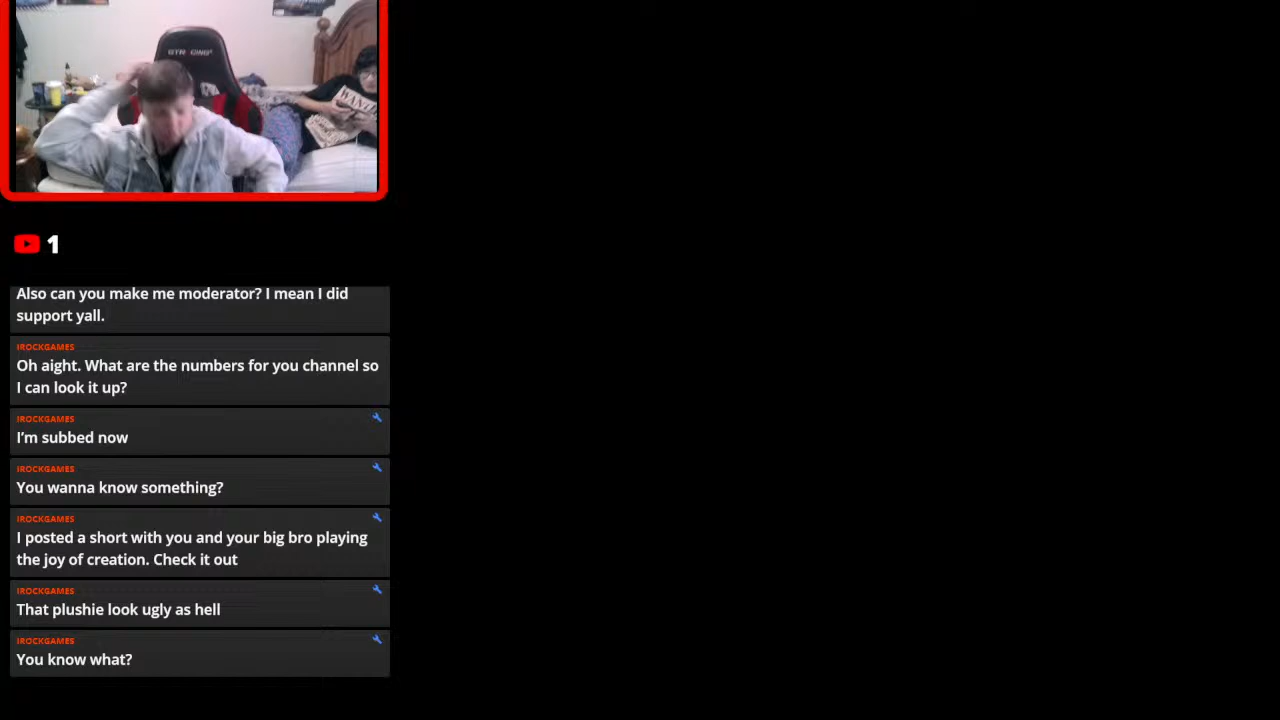 GTRACING
WANTED
1
Also can you make me moderator? I mean I did
support yall.
IROCKGAMES
Oh aight. What are the numbers for you channel so
I can look it up?
IROCKGAMES
I'm subbed now
IROCKGAMES
You wanna know something?
IROCKGAMES
I posted a short with you and your big bro playing
the joy of creation. Check it out
IROCKGAMES
That plushie look ugly as hell
IROCKGAMES
You know what?